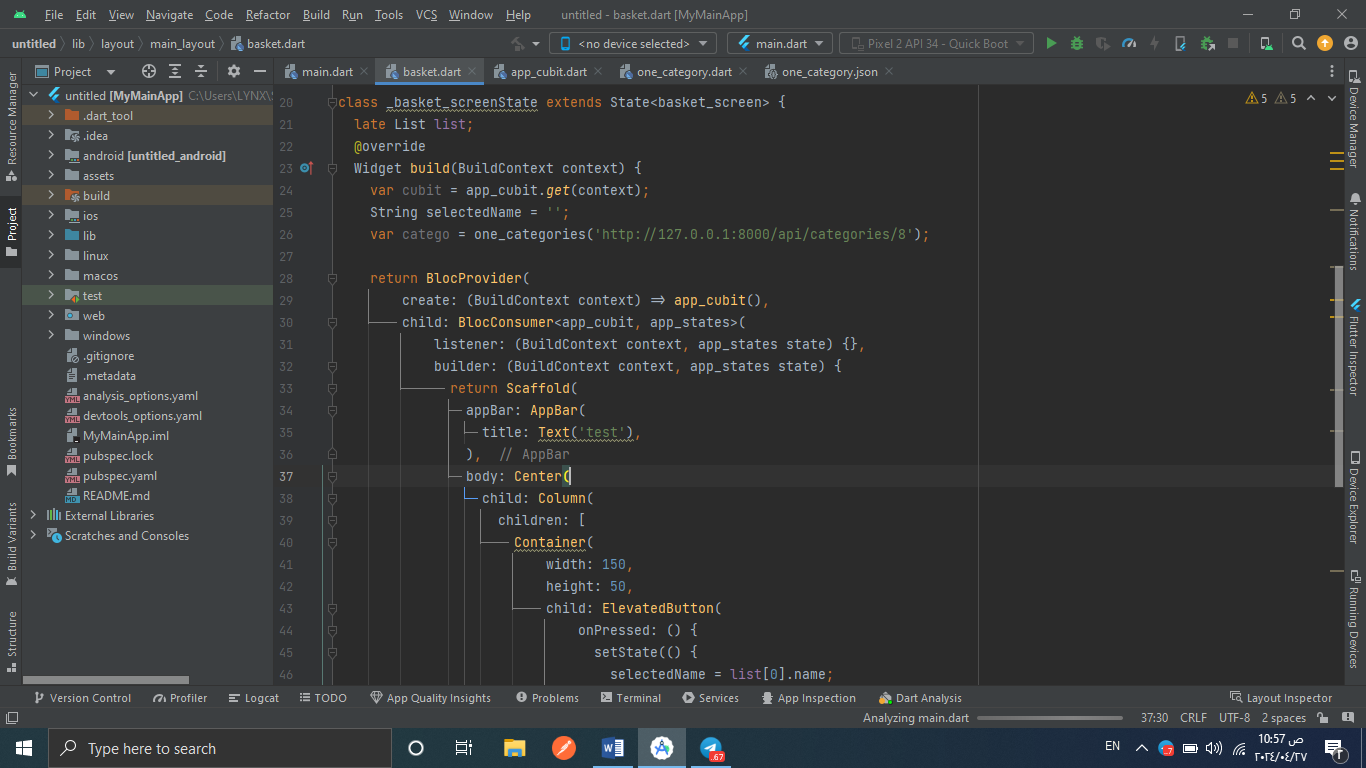 File Edit View Navigate Code Refactor Build Run Tools VCS Window Help untitled - basket.dart [MyMainApp]
untitled lib layout main_layout basket.dart <no device selected> main.dart Pixel 2 API 34 - Quick Boot
Project main.dart basket.dart app_cubit.dart one_category.dart one_category.json
Resource Manager
Project
Bookmarks
Build Variants
Structure
untitled [MyMainApp] C:\Users\LYNX\
.dart_tool
.idea
android [untitled_android]
assets
build
ios
lib
linux
macos
test
web
windows
.gitignore
.metadata
analysis_options.yaml
devtools_options.yaml
MyMainApp.iml
pubspec.lock
pubspec.yaml
README.md
External Libraries
Scratches and Consoles
5 5
20 class _basket_screenState extends State<basket_screen> {
21 late List list;
22 @override
23 Widget build(BuildContext context) {
24 var cubit = app_cubit.get(context);
25 String selectedName = '';
26 var catego = one_categories('http://127.0.0.1:8000/api/categories/8');
27
28 return BlocProvider(
29 create: (BuildContext context) => app_cubit(),
30 child: BlocConsumer<app_cubit, app_states>(
31 listener: (BuildContext context, app_states state) {},
32 builder: (BuildContext context, app_states state) {
33 return Scaffold(
34 appBar: AppBar(
35 title: Text('test'),
36 ), // AppBar
37 body: Center(
38 child: Column(
39 children: [
40 Container(
41 width: 150,
42 height: 50,
43 child: ElevatedButton(
44 onPressed: () {
45 setState(() {
46 selectedName = list[0].name;
Device Manager
Notifications
Flutter Inspector
Device Explorer
Running Devices
Version Control Profiler Logcat TODO App Quality Insights Problems Terminal Services App Inspection Dart Analysis Layout Inspector
Analyzing main.dart 37:30 CRLF UTF-8 2 spaces
Type here to search
.67
EN
10:57 ص
٢٠٢٤/٠٤/٢٧